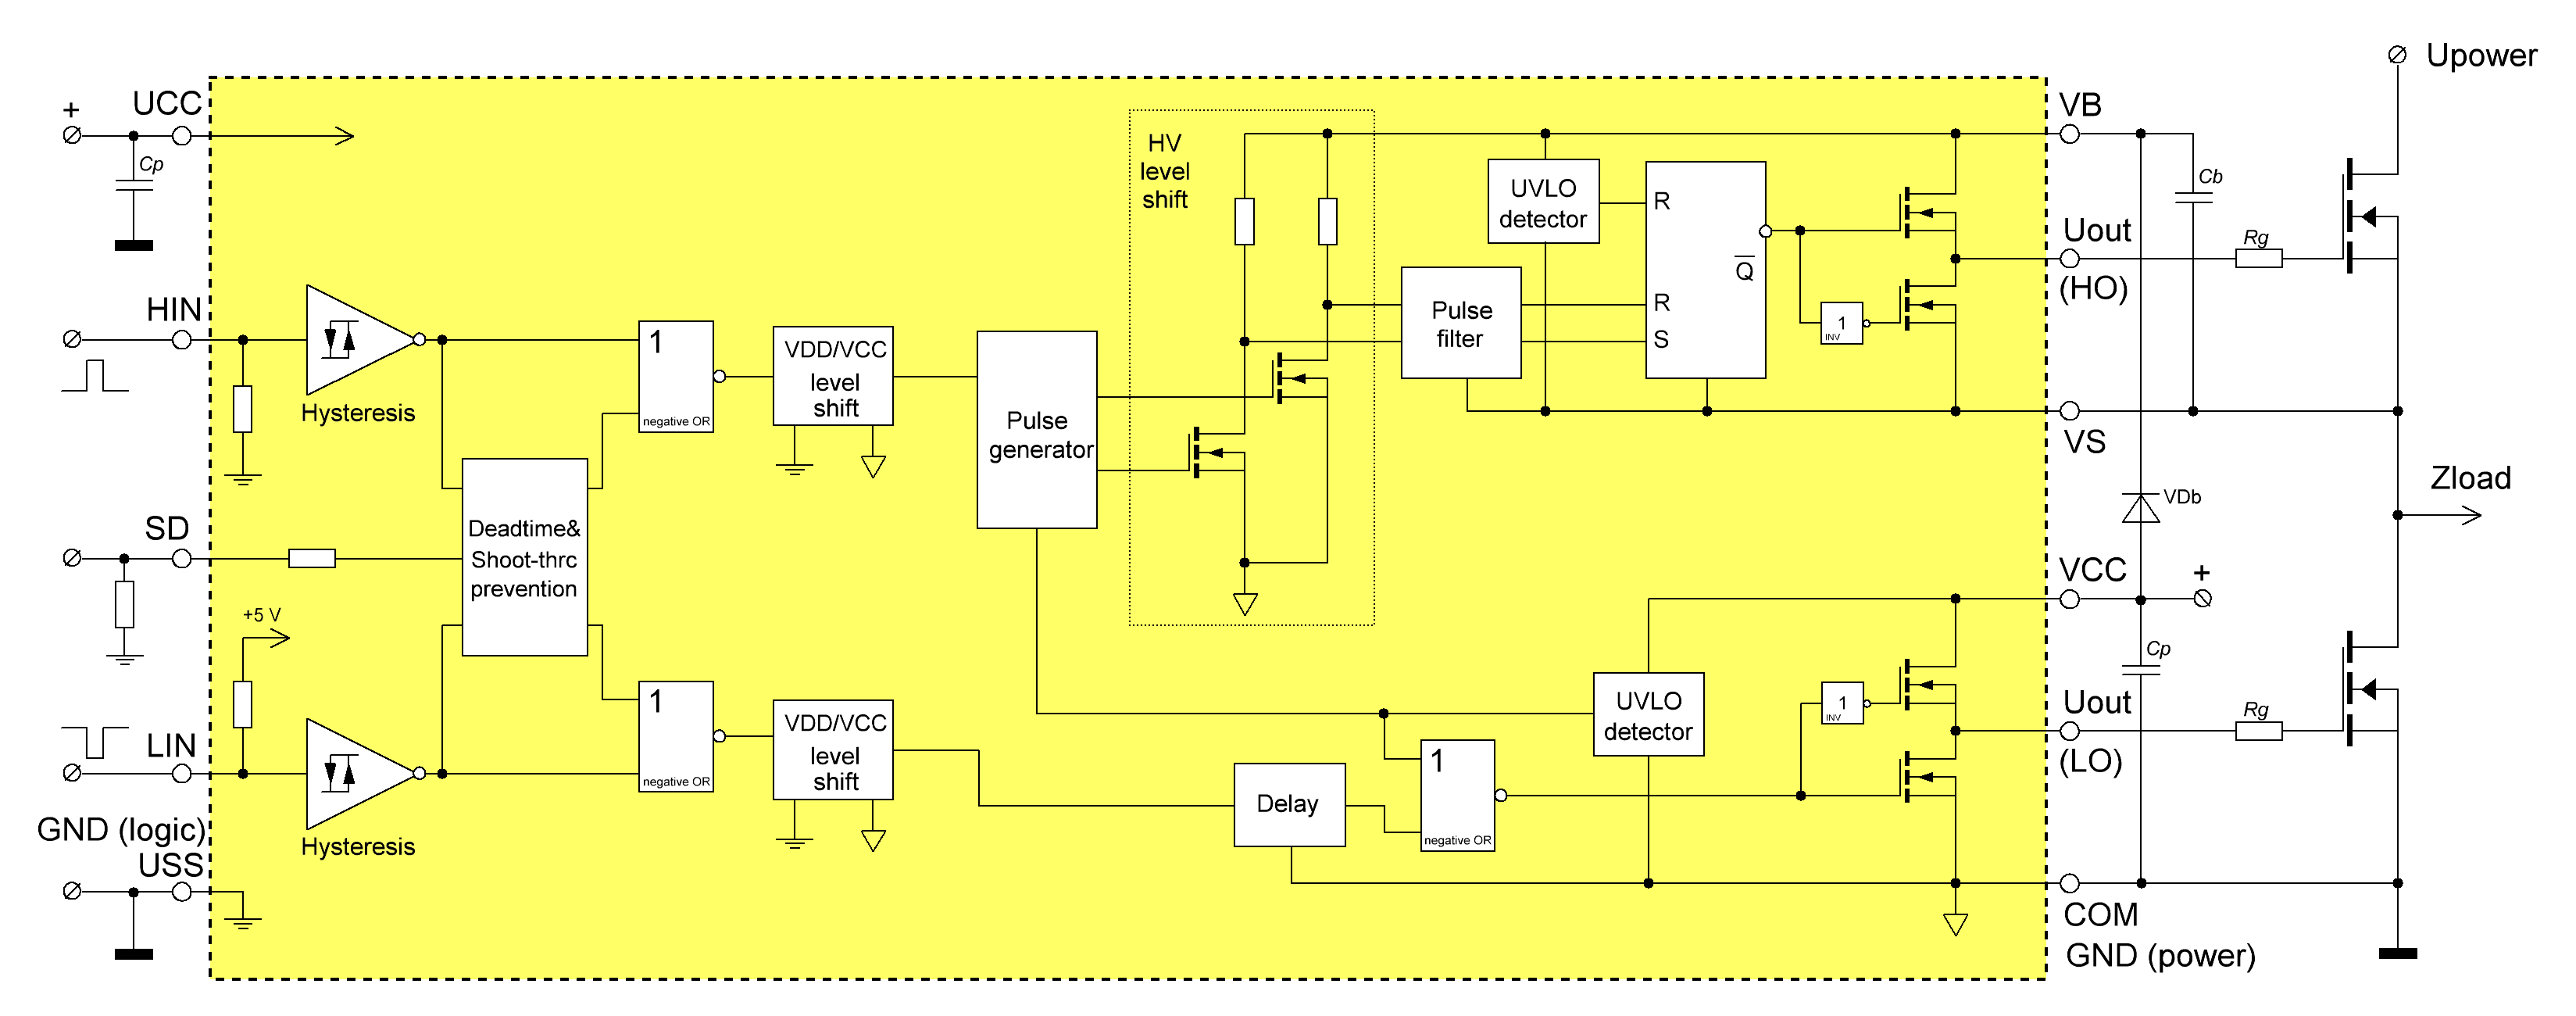 Upower
+
UCC
Cp
HIN
Hysteresis
SD
+5 V
LIN
Hysteresis
GND (logic)
USS
Deadtime&
Shoot-thrc
prevention
1
negative OR
VDD/VCC
level
shift
1
negative OR
VDD/VCC
level
shift
Pulse
generator
HV
level
shift
UVLO
detector
Pulse
filter
R
R
S
Q̅
1
INV
Delay
1
negative OR
UVLO
detector
1
INV
VB
Cb
Uout
(HO)
Rg
VS
Zload
VDb
VCC
+
Cp
Uout
(LO)
Rg
COM
GND (power)